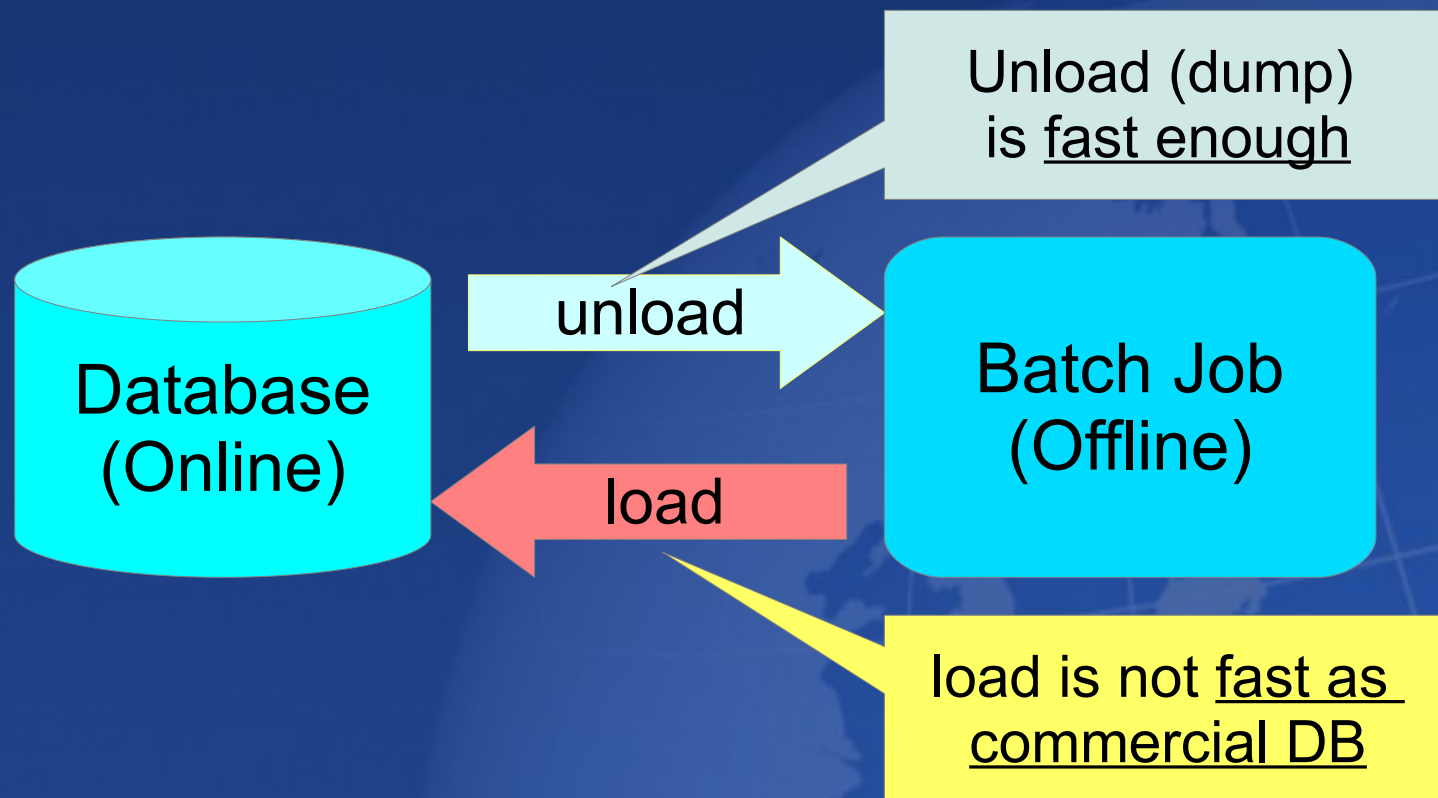 Unload (dump)
is fast enough
unload
Database
(Online)
Batch Job
(Offline)
load
load is not fast as
commercial DB